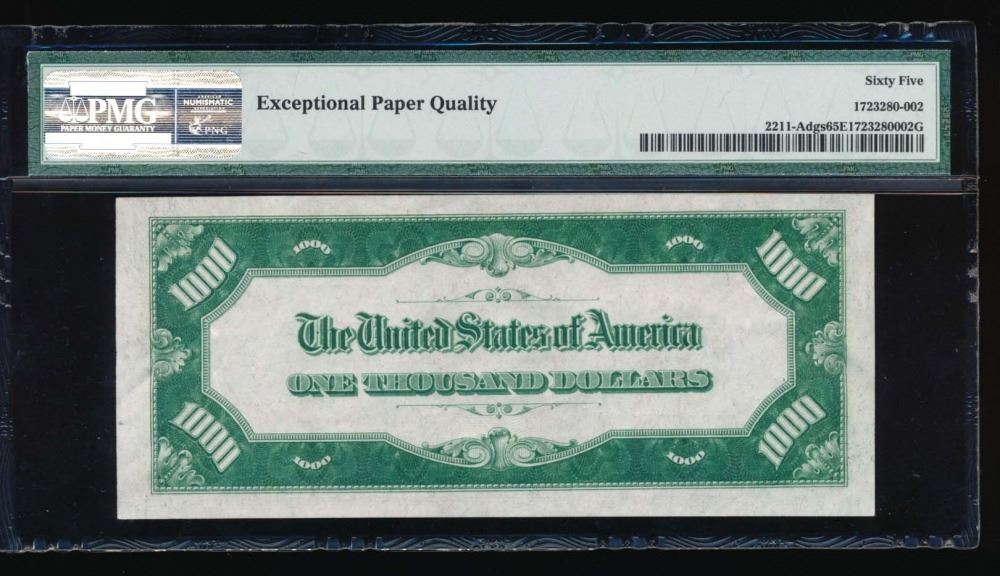 PMG
PAPER MONEY GUARANTY
NUMISMATIC
PNG
Exceptional Paper Quality
Sixty Five
1723280-002
2211-Adgs65E1723280002G
1000
1000
1000
1000
The United States of America
ONE THOUSAND DOLLARS
1000
1000
1000
1000